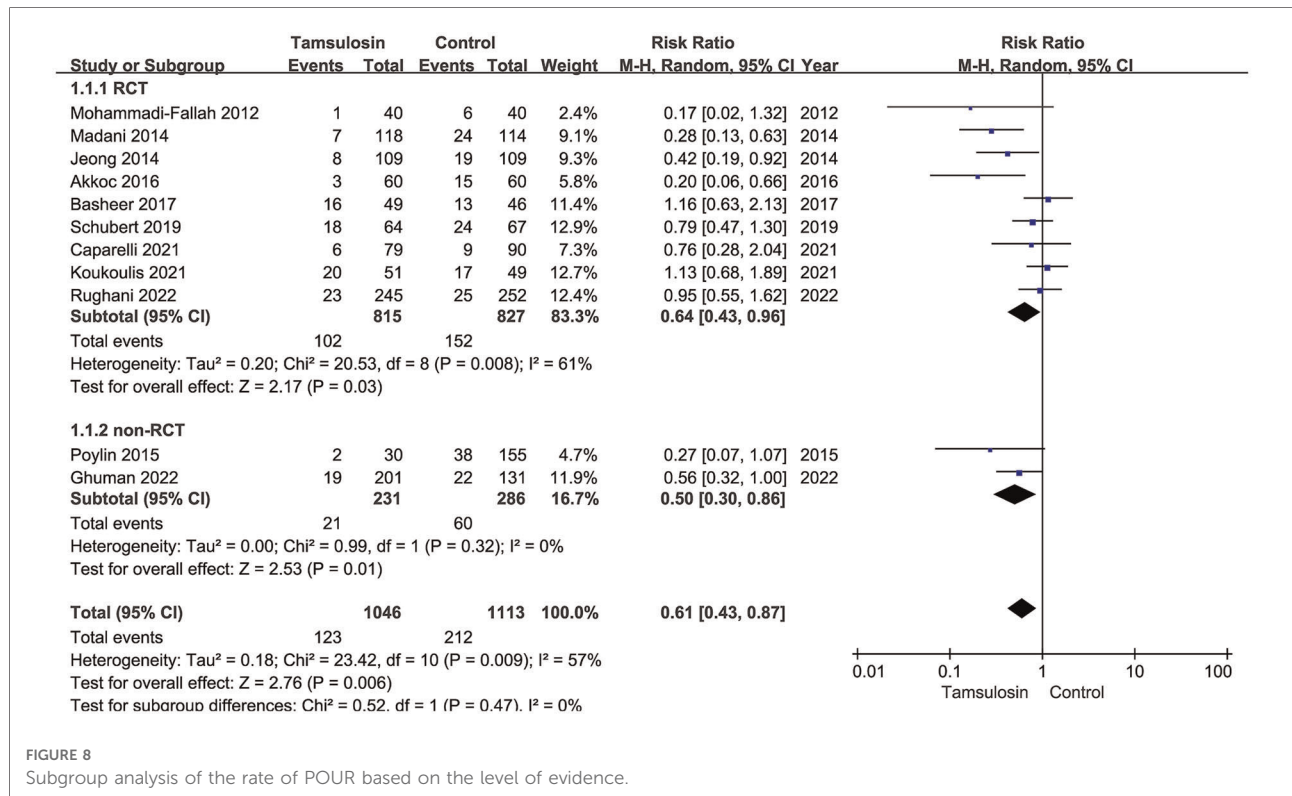 Tamsulosin Control Risk Ratio Risk Ratio
Study or Subgroup Events Total Events Total Weight M-H, Random, 95% CI Year M-H, Random, 95% CI
1.1.1 RCT
Mohammadi-Fallah 2012 1 40 6 40 2.4% 0.17 [0.02, 1.32] 2012
Madani 2014 7 118 24 114 9.1% 0.28 [0.13, 0.63] 2014
Jeong 2014 8 109 19 109 9.3% 0.42 [0.19, 0.92] 2014
Akkoc 2016 3 60 15 60 5.8% 0.20 [0.06, 0.66] 2016
Basheer 2017 16 49 13 46 11.4% 1.16 [0.63, 2.13] 2017
Schubert 2019 18 64 24 67 12.9% 0.79 [0.47, 1.30] 2019
Caparelli 2021 6 79 9 90 7.3% 0.76 [0.28, 2.04] 2021
Koukoulis 2021 20 51 17 49 12.7% 1.13 [0.68, 1.89] 2021
Rughani 2022 23 245 25 252 12.4% 0.95 [0.55, 1.62] 2022
Subtotal (95% CI) 815 827 83.3% 0.64 [0.43, 0.96]
Total events 102 152
Heterogeneity: Tau² = 0.20; Chi² = 20.53, df = 8 (P = 0.008); I² = 61%
Test for overall effect: Z = 2.17 (P = 0.03)
1.1.2 non-RCT
Poylin 2015 2 30 38 155 4.7% 0.27 [0.07, 1.07] 2015
Ghuman 2022 19 201 22 131 11.9% 0.56 [0.32, 1.00] 2022
Subtotal (95% CI) 231 286 16.7% 0.50 [0.30, 0.86]
Total events 21 60
Heterogeneity: Tau² = 0.00; Chi² = 0.99, df = 1 (P = 0.32); I² = 0%
Test for overall effect: Z = 2.53 (P = 0.01)
Total (95% CI) 1046 1113 100.0% 0.61 [0.43, 0.87]
Total events 123 212
Heterogeneity: Tau² = 0.18; Chi² = 23.42, df = 10 (P = 0.009); I² = 57%
Test for overall effect: Z = 2.76 (P = 0.006)
Test for subgroup differences: Chi² = 0.52, df = 1 (P = 0.47), I² = 0%
0.01 0.1 1 10 100
Tamsulosin Control
FIGURE 8
Subgroup analysis of the rate of POUR based on the level of evidence.